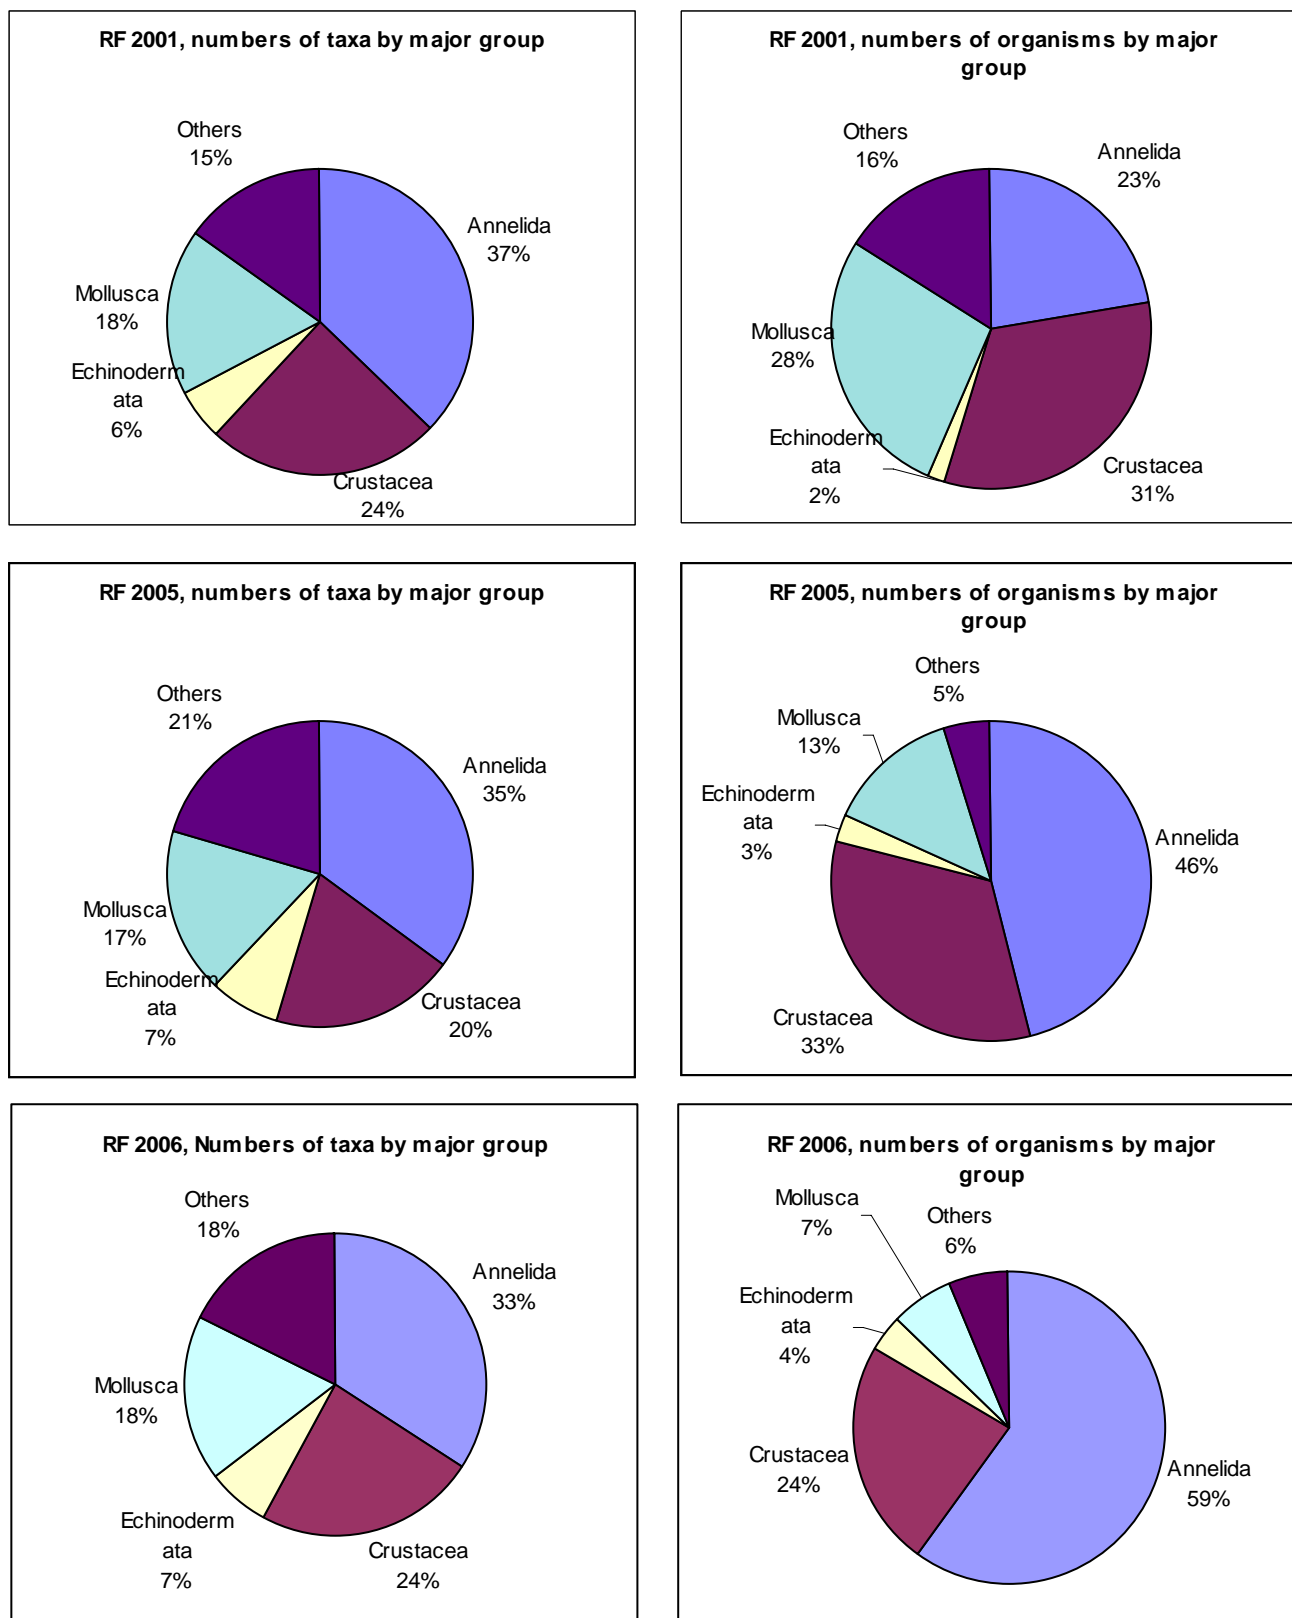 RF 2001, numbers of taxa by major group
Others
15%
Annelida
37%
Mollusca
18%
Echinoderm
ata
6%
Crustacea
24%
RF 2001, numbers of organisms by major
group
Others
16%
Annelida
23%
Mollusca
28%
Echinoderm
ata
2%
Crustacea
31%
RF 2005, numbers of taxa by major group
Others
21%
Annelida
35%
Mollusca
17%
Echinoderm
ata
7%
Crustacea
20%
RF 2005, numbers of organisms by major
group
Others
5%
Mollusca
13%
Echinoderm
ata
3%
Annelida
46%
Crustacea
33%
RF 2006, Numbers of taxa by major group
Others
18%
Annelida
33%
Mollusca
18%
Echinoderm
ata
7%
Crustacea
24%
RF 2006, numbers of organisms by major
group
Mollusca
7%
Others
6%
Echinoderm
ata
4%
Crustacea
24%
Annelida
59%